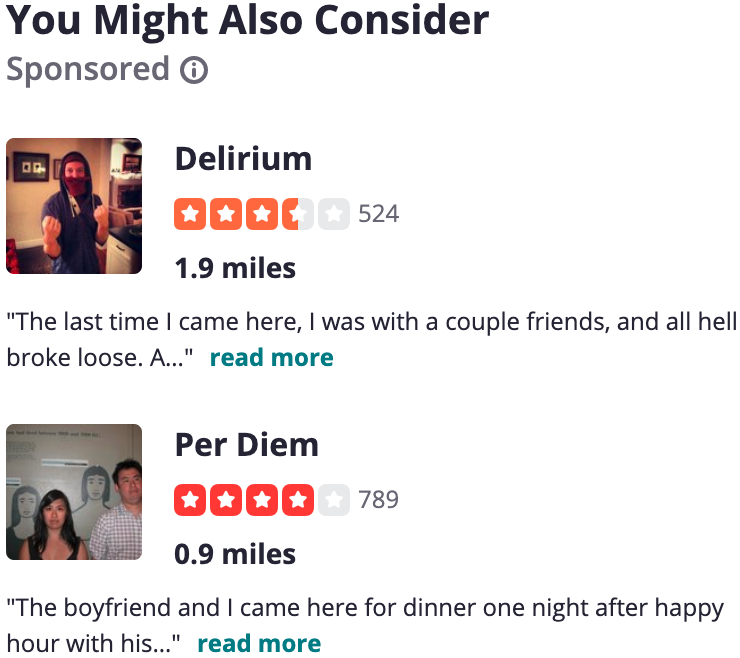 You Might Also Consider
Sponsored
Delirium
524
1.9 miles
"The last time I came here, I was with a couple friends, and all hell
broke loose. A..." read more
Per Diem
789
0.9 miles
"The boyfriend and I came here for dinner one night after happy
hour with his..." read more